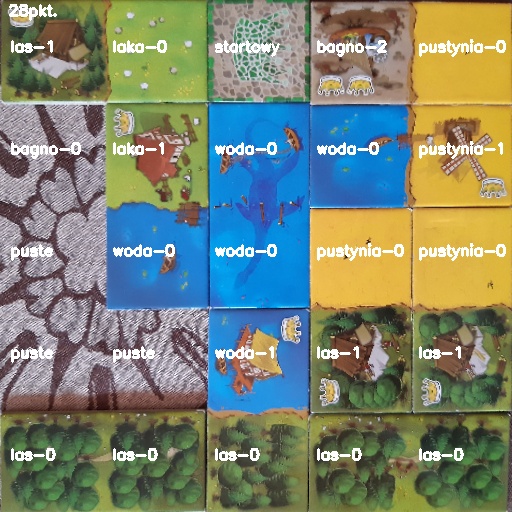 28pkt.
las-1 laka-0 startowy bagno-2 pustynia-0
bagno-0 laka-1 woda-0 woda-0 pustynia-1
puste woda-0 woda-0 pustynia-0 pustynia-0
puste puste woda-1 las-1 las-1
las-0 las-0 las-0 las-0 las-0